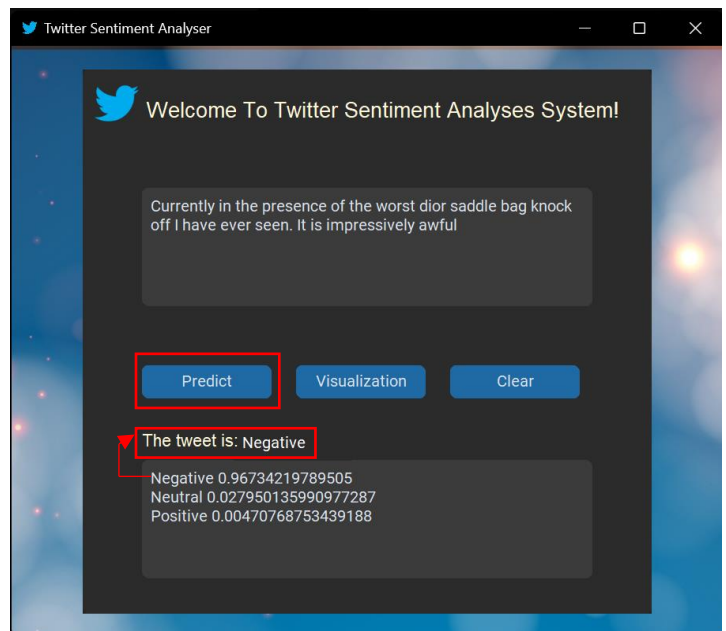 Twitter Sentiment Analyser
Welcome To Twitter Sentiment Analyses System!
Currently in the presence of the worst dior saddle bag knock
off I have ever seen. It is impressively awful
Predict
Visualization
Clear
The tweet is: Negative
Negative 0.96734219789505
Neutral 0.027950135990977287
Positive 0.00470768753439188